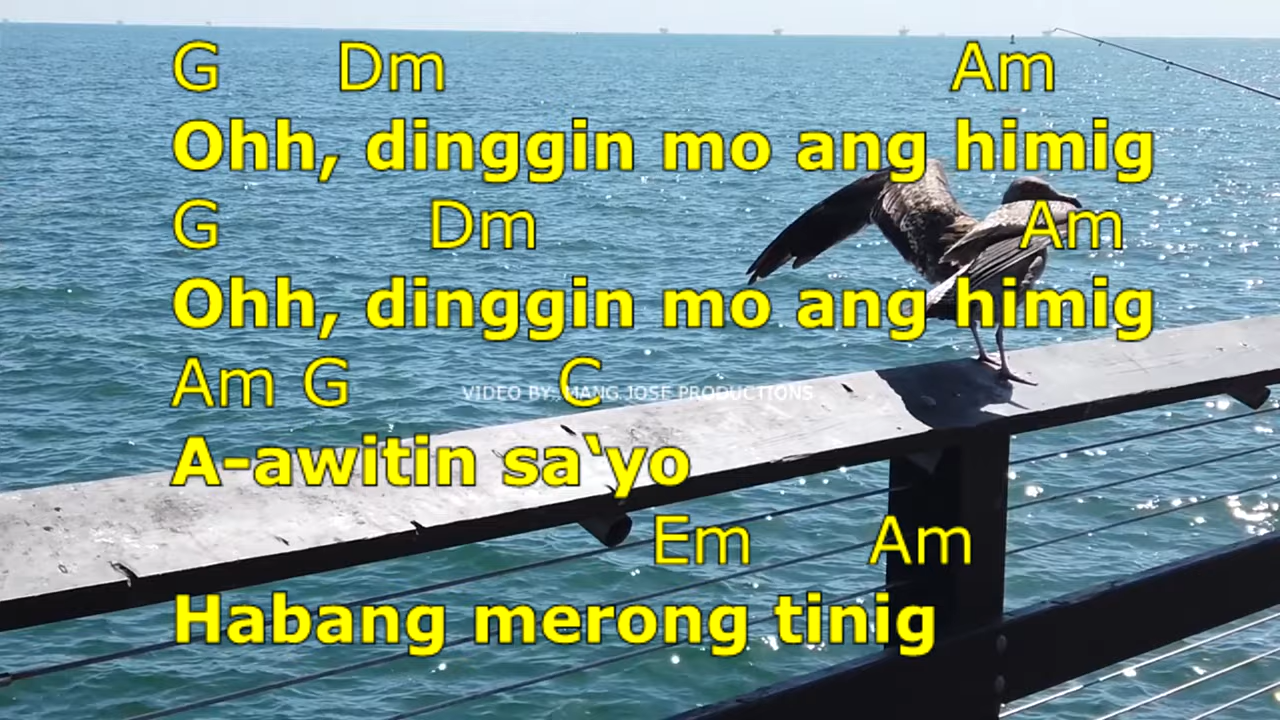 G Dm Am
Ohh, dinggin mo ang himig
G Dm Am
Ohh, dinggin mo ang himig
Am G C
VIDEO BY: MANG JOSE PRODUCTIONS
A-awitin sa‘yo
Em Am
Habang merong tinig